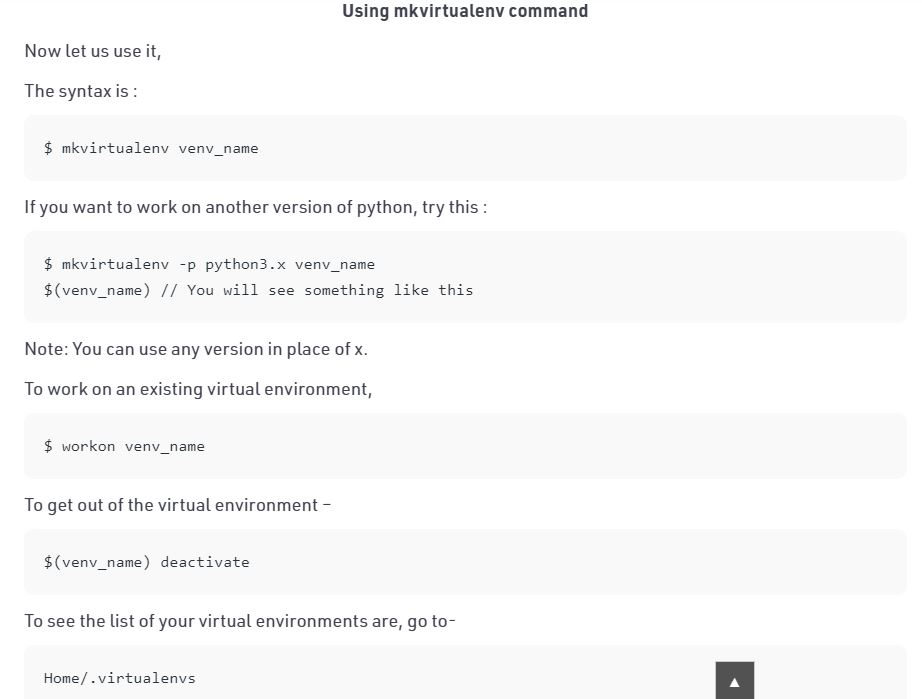 Using mkvirtualenv command
Now let us use it,
The syntax is :
$ mkvirtualenv venv_name
If you want to work on another version of python, try this :
$ mkvirtualenv -p python3.x venv_name
$(venv_name) // You will see something like this
Note: You can use any version in place of x.
To work on an existing virtual environment,
$ workon venv_name
To get out of the virtual environment –
$(venv_name) deactivate
To see the list of your virtual environments are, go to-
Home/.virtualenvs